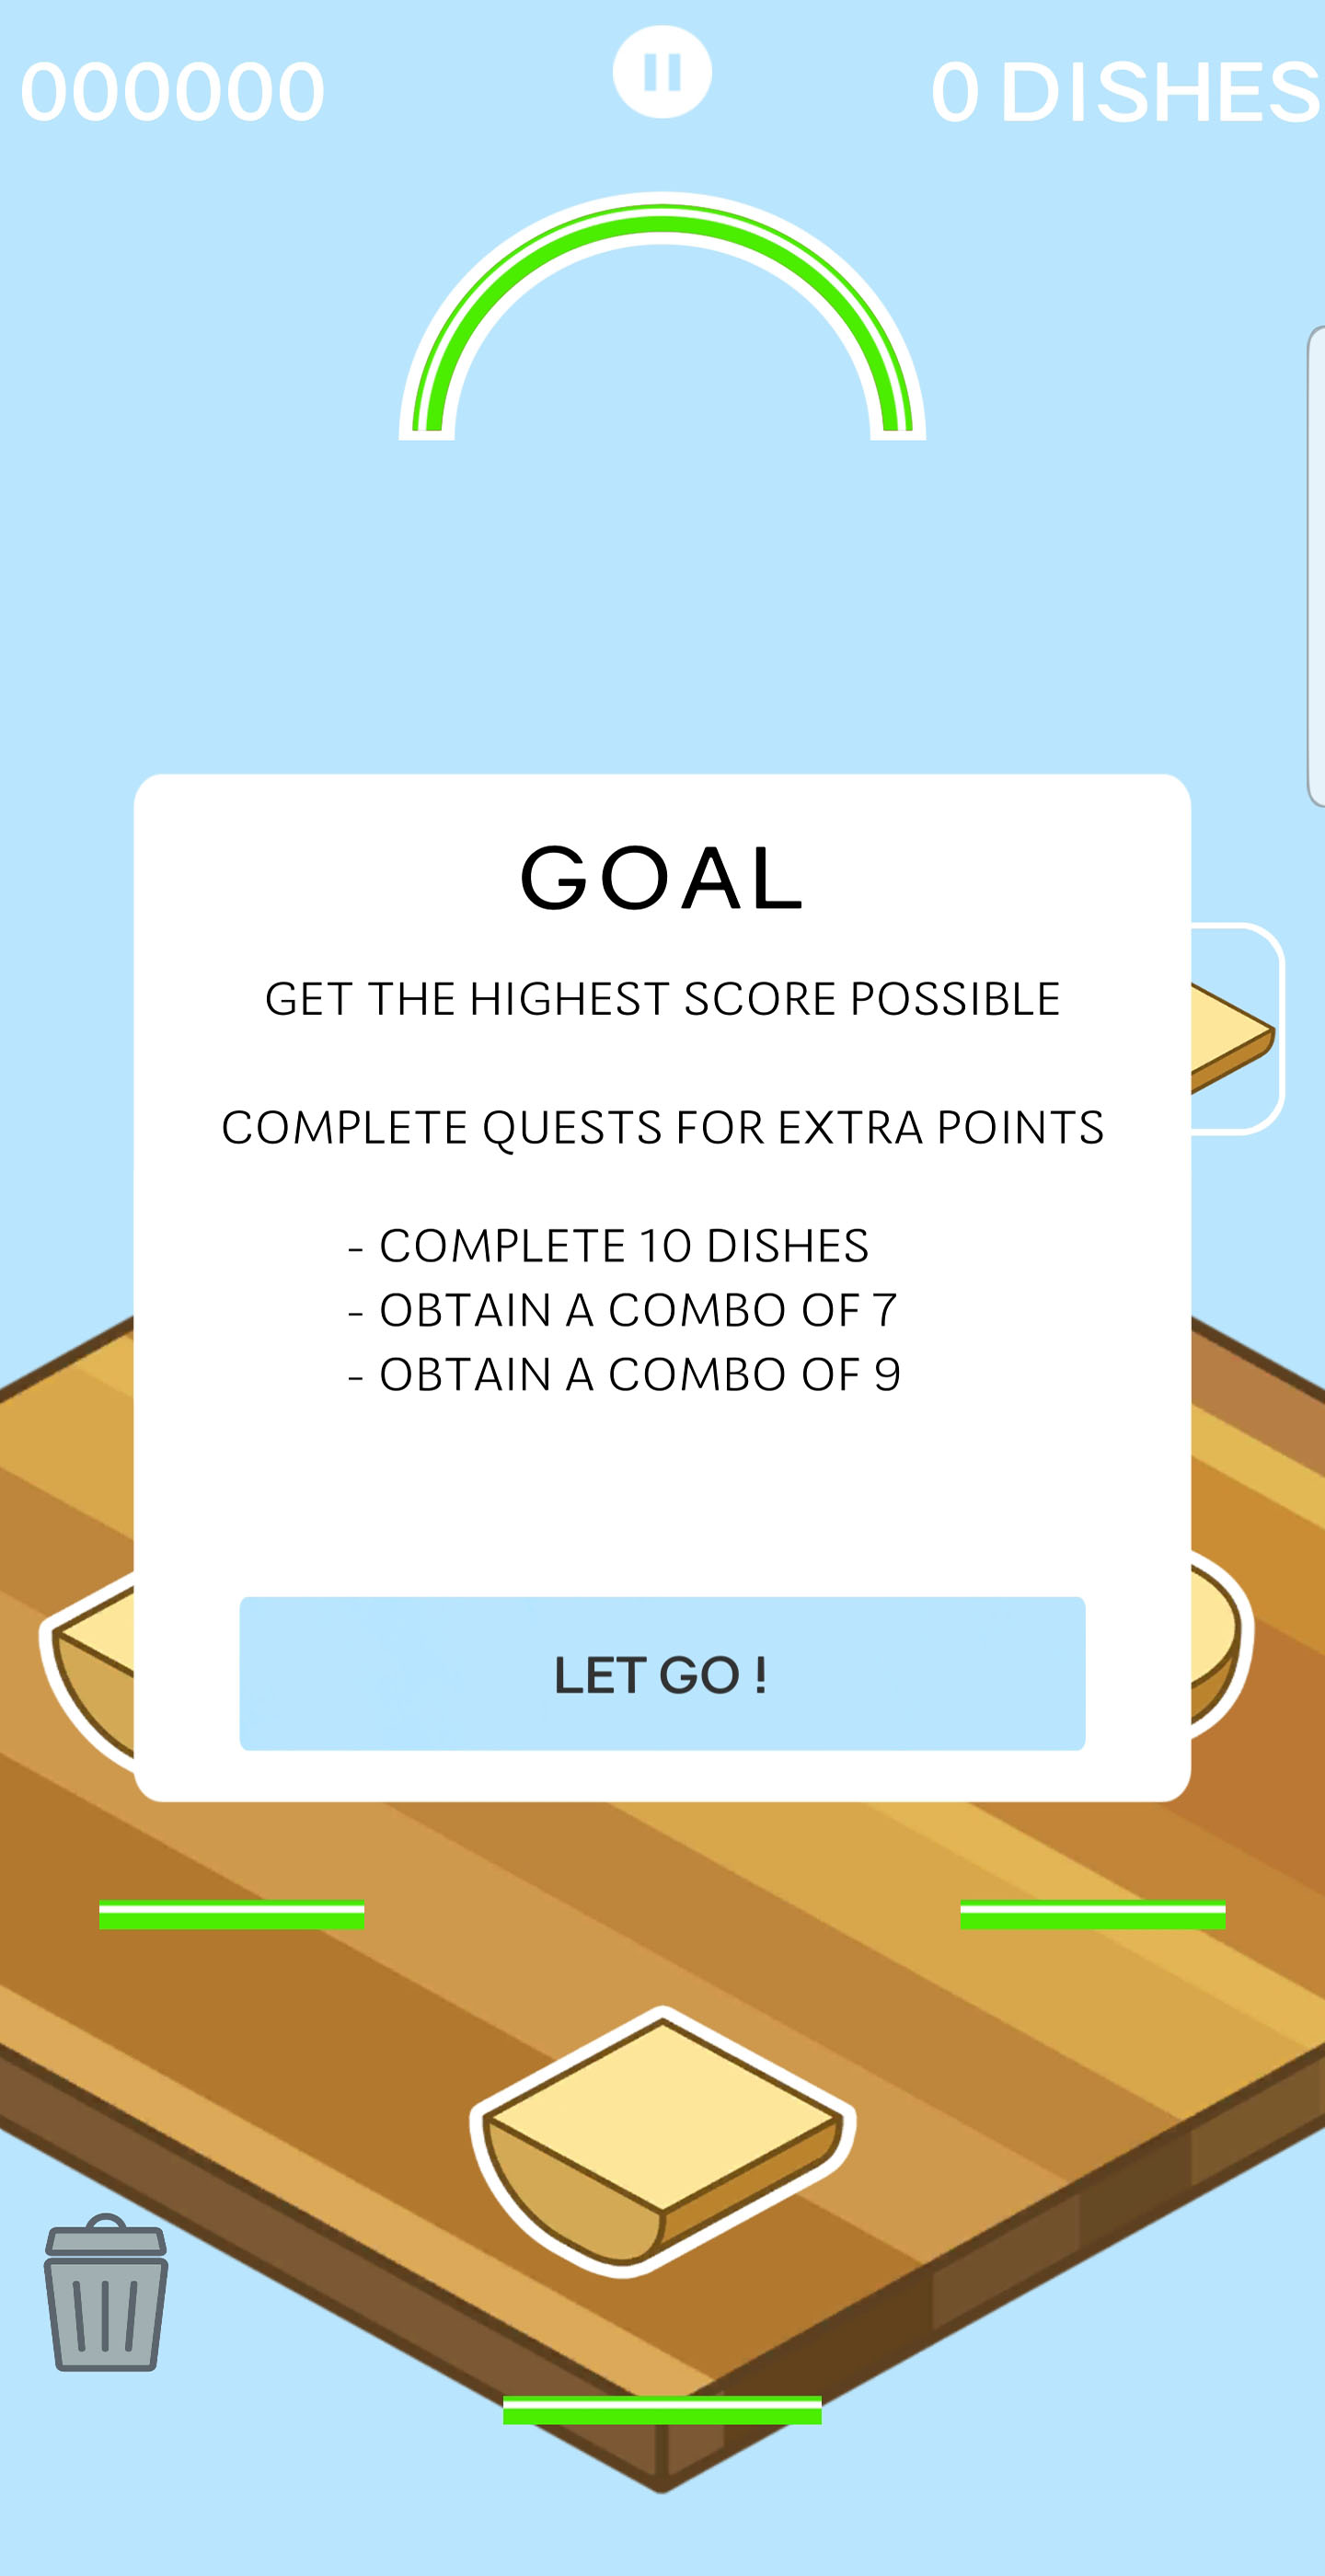 000000
0 DISHES
GOAL
GET THE HIGHEST SCORE POSSIBLE
COMPLETE QUESTS FOR EXTRA POINTS
- COMPLETE 10 DISHES
- OBTAIN A COMBO OF 7
- OBTAIN A COMBO OF 9
LET GO !